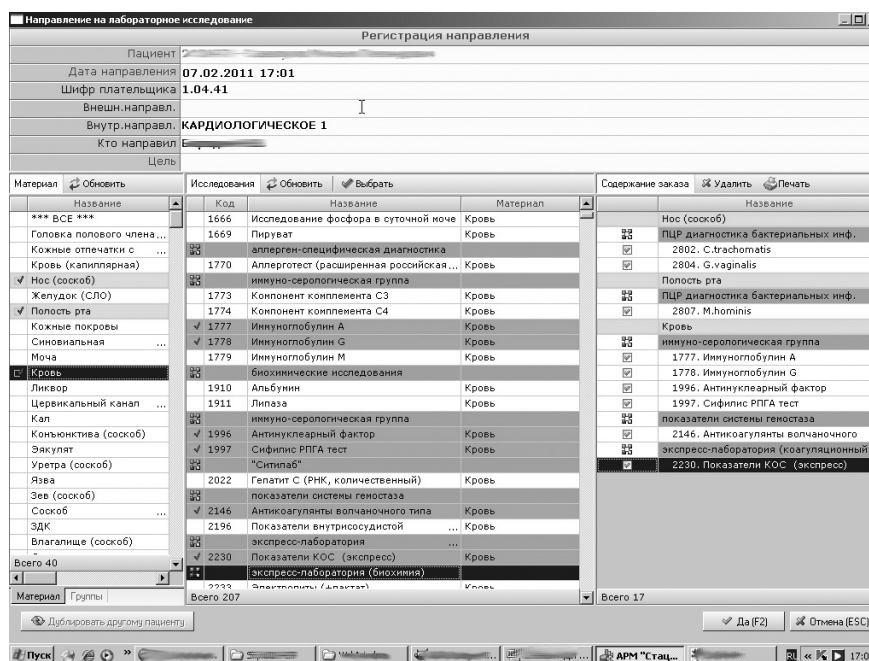 Направление на лабораторное исследование
Регистрация направления
Пациент
Дата направления 07.02.2011 17:01
Шифр плательщика 1.04.41
Внешн.направл.
Внутр.направл. КАРДИОЛОГИЧЕСКОЕ 1
Кто направил
Цель
Материал Обновить
Название
*** ВСЕ ***
Головка полового члена...
Кожные отпечатки с ...
Кровь (капиллярная)
Нос (соскоб)
Желудок (СЛО)
Полость рта
Кожные покровы
Синовиальная ...
Моча
Кровь
Ликвор
Цервикальный канал ...
Кал
Конъюнктива (соскоб)
Эякулят
Уретра (соскоб)
Язва
Зев (соскоб)
Соскоб ...
ЭДК
Влагалище (соскоб)
Всего 40
Материал Группы
Исследования Обновить Выбрать
Код Название Материал
1666 Исследование фосфора в суточной моче Кровь
1669 Пируват Кровь
аллерген-специфическая диагностика
1770 Аллерготест (расширенная российская... Кровь
иммуно-серологическая группа
1773 Компонент комплемента С3 Кровь
1774 Компонент комплемента С4 Кровь
1777 Иммуноглобулин А Кровь
1778 Иммуноглобулин G Кровь
1779 Иммуноглобулин М Кровь
биохимические исследования
1910 Альбумин Кровь
1911 Липаза Кровь
иммуно-серологическая группа
1996 Антинуклеарный фактор Кровь
1997 Сифилис РПГА тест Кровь
"Ситилаб"
2022 Гепатит С (РНК, количественный) Кровь
показатели системы гемостаза
2146 Антикоагулянты волчаночного типа Кровь
2196 Показатели внутрисосудистой ... Кровь
экспресс-лаборатория ...
2230 Показатели КОС (экспресс) Кровь
экспресс-лаборатория (биохимия)
2233 Электролиты (+лактат) Кровь
Всего 207
Содержание заказа Удалить Печать
Название
Нос (соскоб)
ПЦР диагностика бактериальных инф.
2802. C.trachomatis
2804. G.vaginalis
Полость рта
ПЦР диагностика бактериальных инф.
2807. M.hominis
Кровь
иммуно-серологическая группа
1777. Иммуноглобулин А
1778. Иммуноглобулин G
1996. Антинуклеарный фактор
1997. Сифилис РПГА тест
показатели системы гемостаза
2146. Антикоагулянты волчаночного
экспресс-лаборатория (коагуляционный
2230. Показатели КОС (экспресс)
Всего 17
Дублировать другому пациенту
Да (F2) Отмена (ESC)
Пуск » АРМ "Стац... RU « 17:0